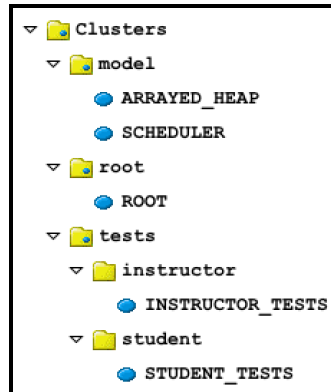 Clusters
model
ARRAYED_HEAP
SCHEDULER
root
ROOT
tests
instructor
INSTRUCTOR_TESTS
student
STUDENT_TESTS